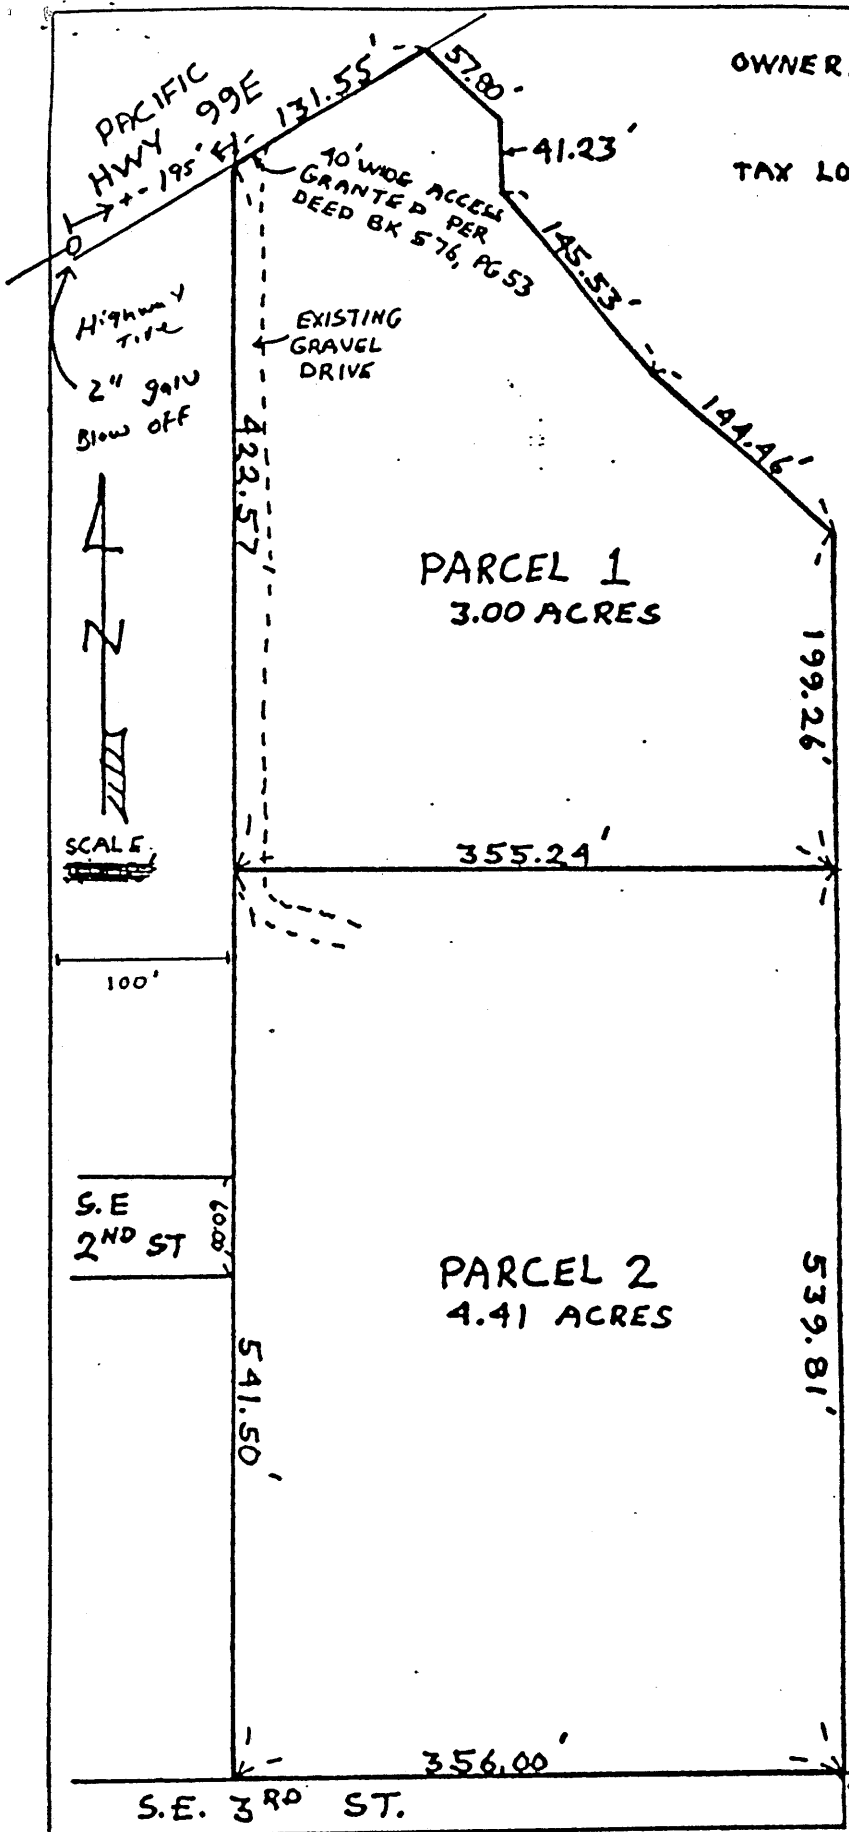 OWNER
TAX LO
PACIFIC
HWY 99E
131.55'
57.80'
41.23'
+- 195'
40' WIDE ACCESS
GRANTED PER
DEED BK 576, PG 53
145.53'
144.46'
Highway
2" galv
Blow off
EXISTING
GRAVEL
DRIVE
422.57'
N
PARCEL 1
3.00 ACRES
199.26'
SCALE
355.24'
100'
S.E
2ND ST
60.00'
PARCEL 2
4.41 ACRES
541.50'
539.81'
356.00'
S.E. 3RD ST.